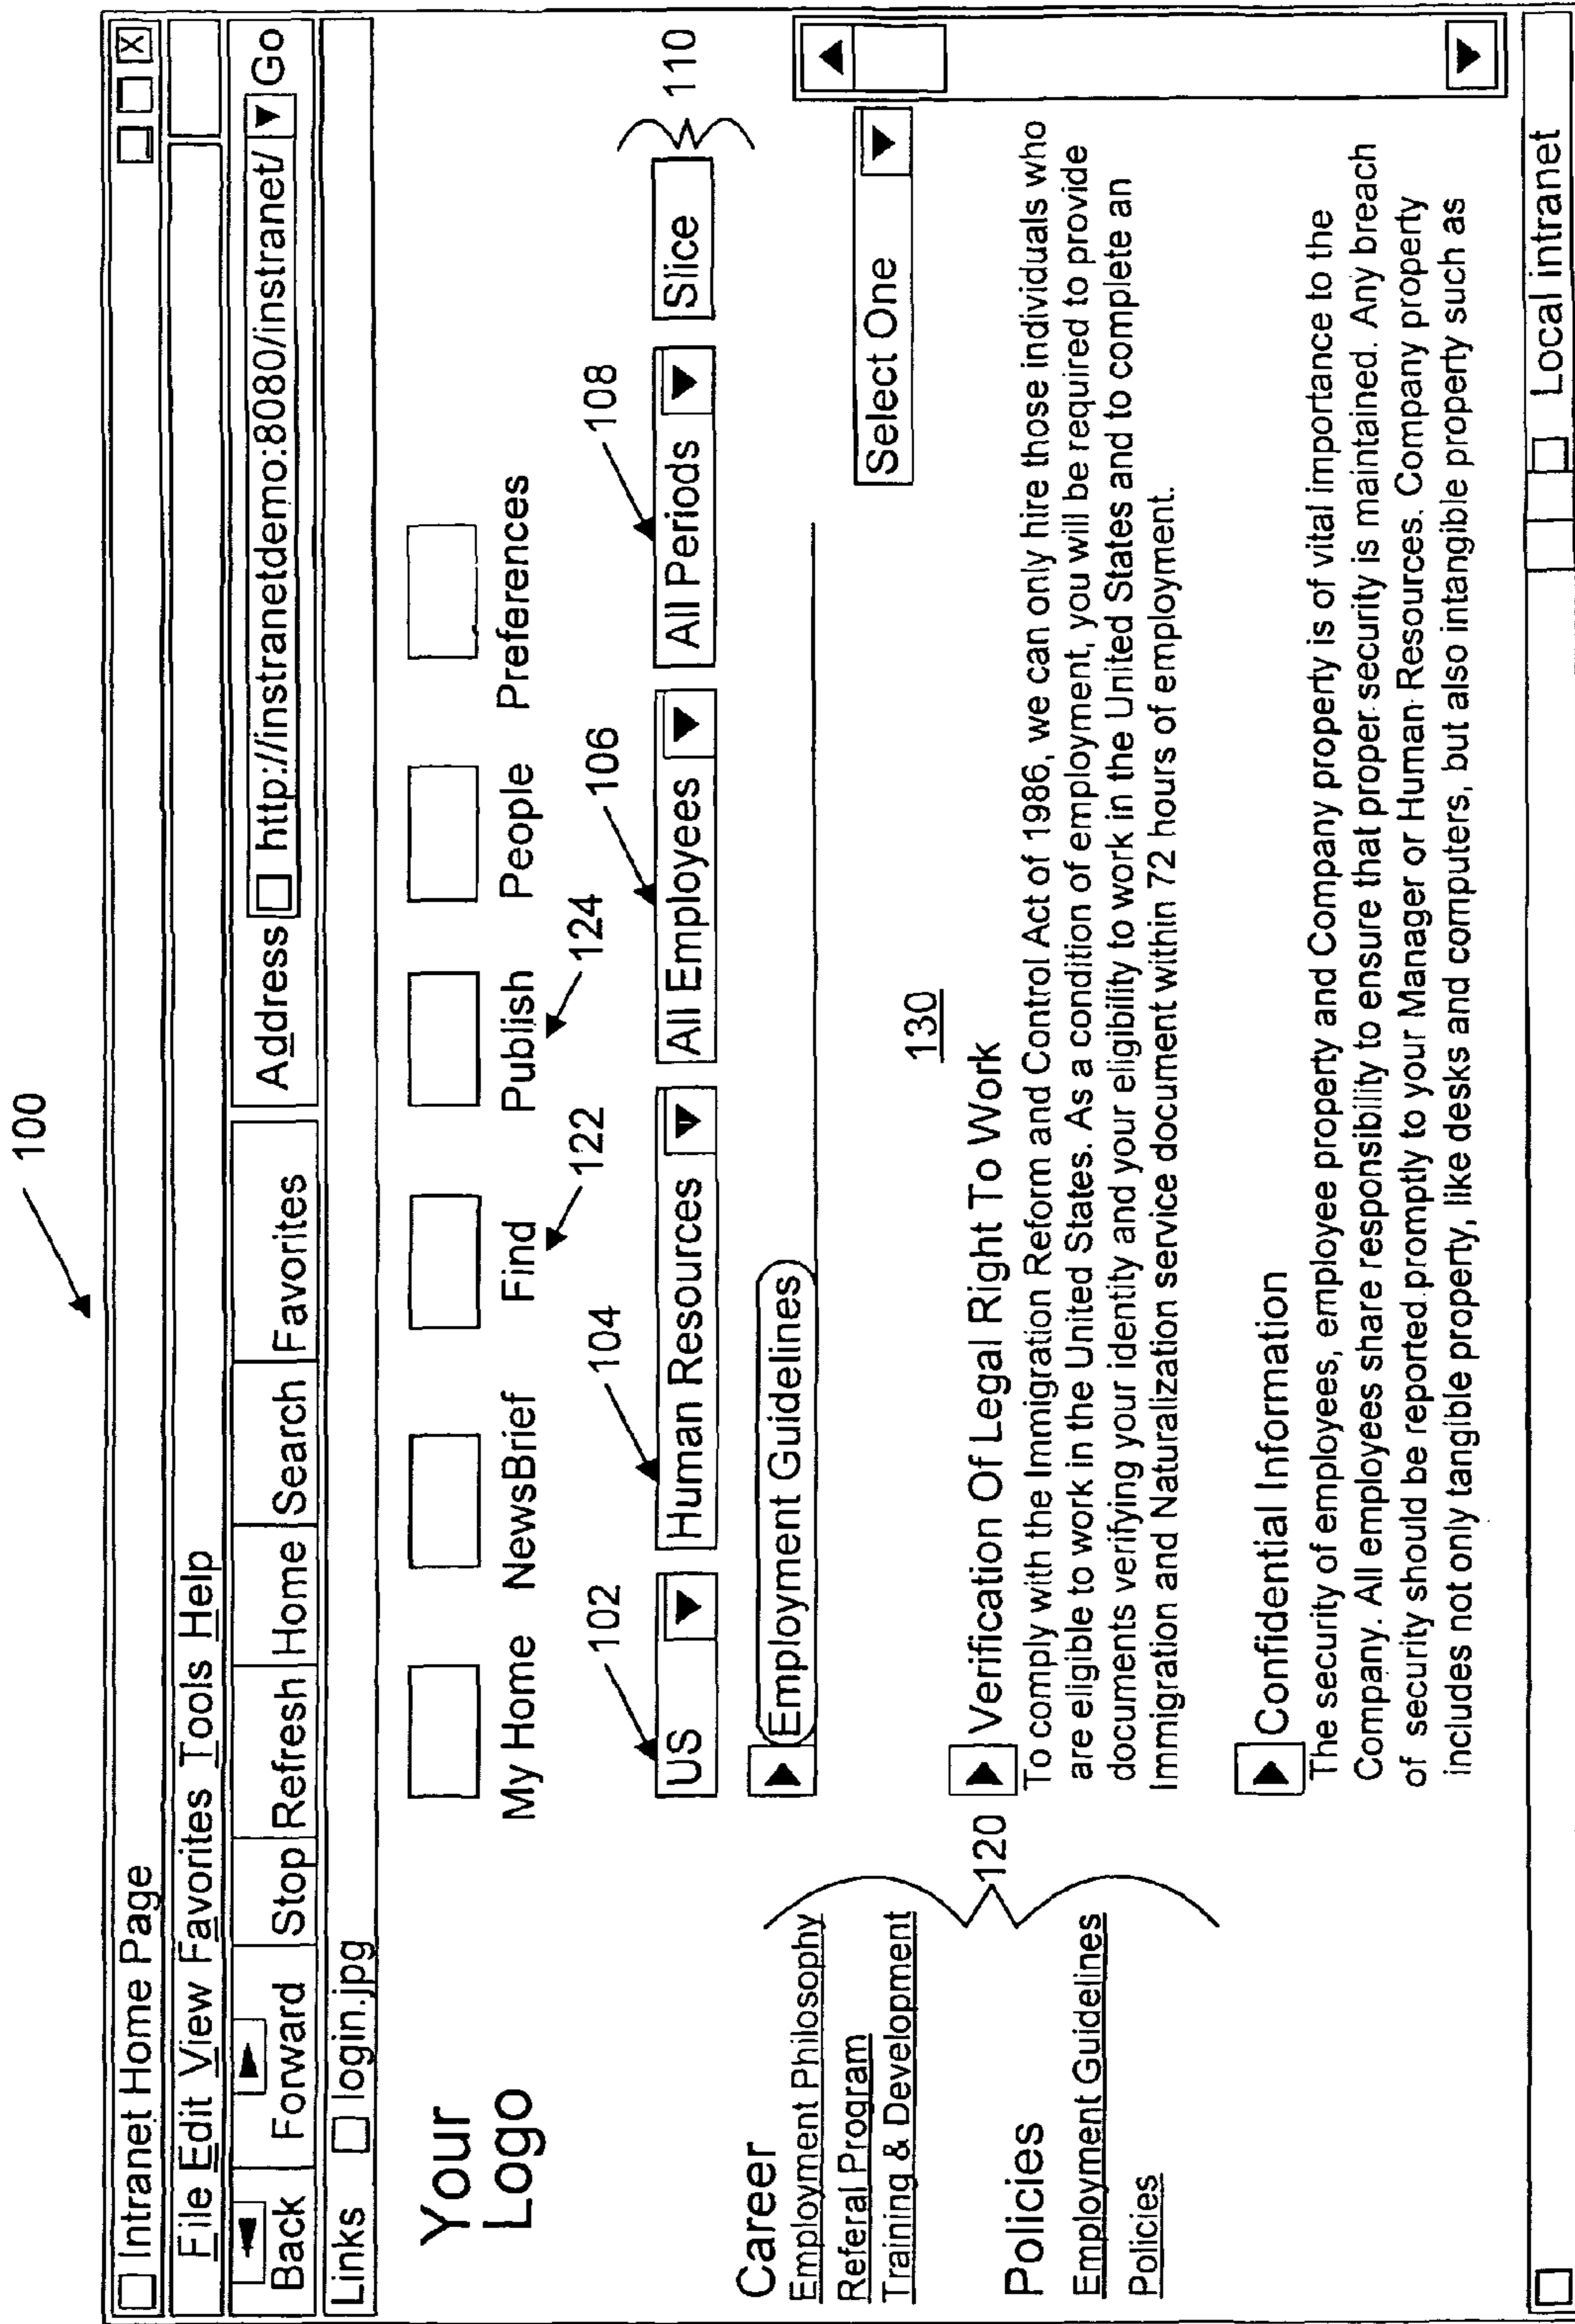 100
Intranet Home Page
X
File Edit View Favorites Tools Help
Back Forward Stop Refresh Home Search Favorites Address http://instranetdemo:8080/instranet/ Go
Links login.jpg
Your
Logo
My Home NewsBrief Find Publish People Preferences
122 124
102 104 106 108
US Human Resources All Employees All Periods Slice 110
Employment Guidelines
Select One
130
Career
Employment Philosophy
Referal Program
Training & Development
120
Policies
Employment Guidelines
Policies
Verification Of Legal Right To Work
To comply with the Immigration Reform and Control Act of 1986, we can only hire those individuals who
are eligible to work in the United States. As a condition of employment, you will be required to provide
documents verifying your identity and your eligibility to work in the United States and to complete an
Immigration and Naturalization service document within 72 hours of employment.
Confidential Information
The security of employees, employee property and Company property is of vital importance to the
Company. All employees share responsibility to ensure that proper security is maintained. Any breach
of security should be reported promptly to your Manager or Human Resources. Company property
includes not only tangible property, like desks and computers, but also intangible property such as
Local intranet